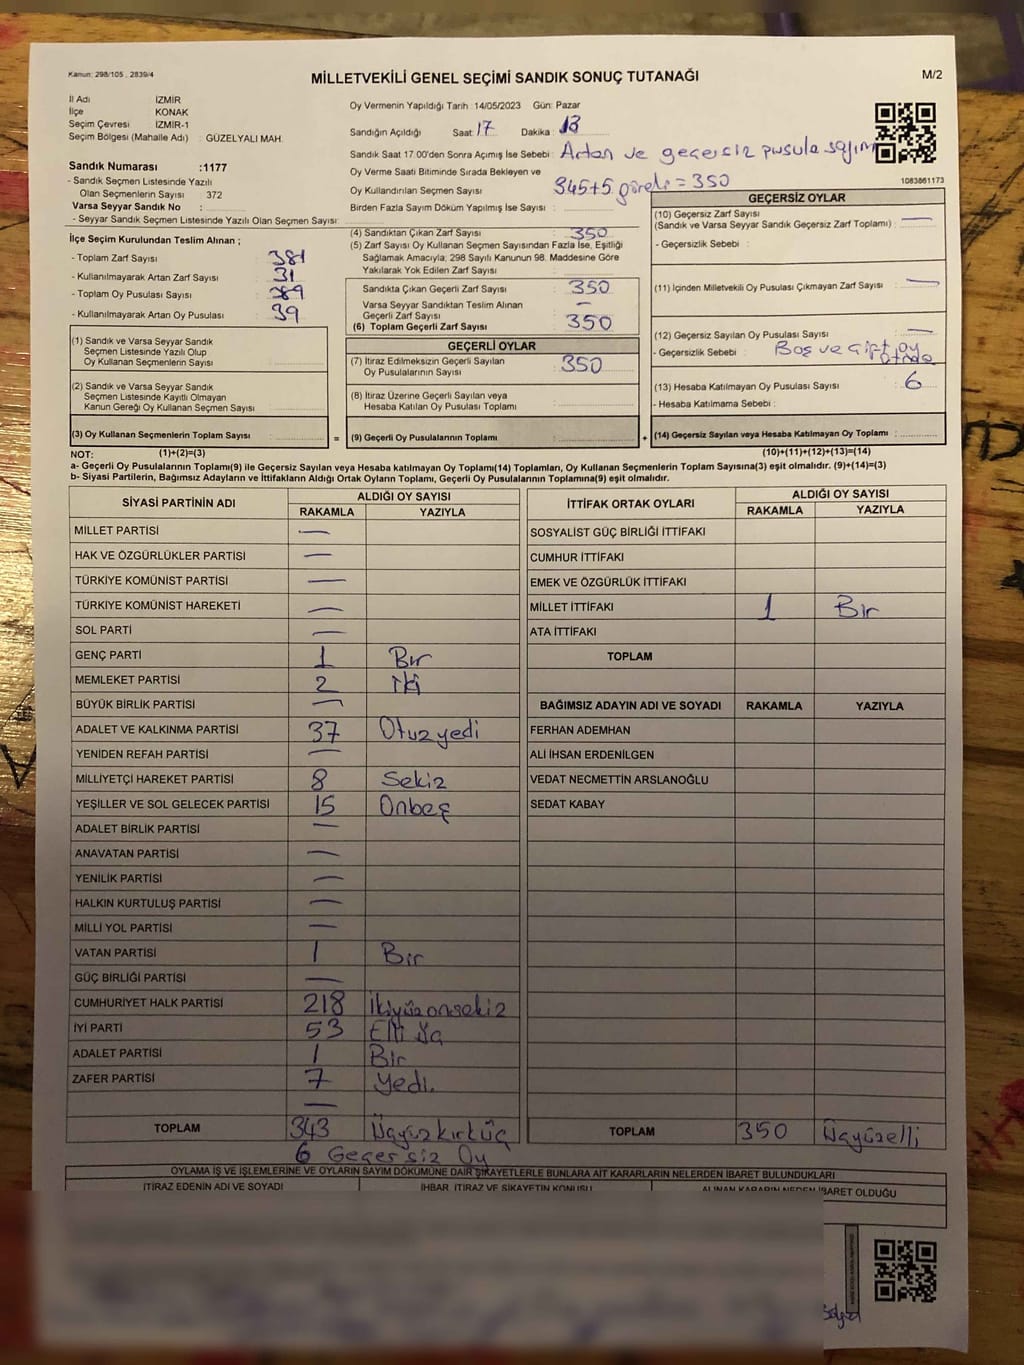 Kanun: 298/105 , 2839/4
MİLLETVEKİLİ GENEL SEÇİMİ SANDIK SONUÇ TUTANAĞI
M/2
İl Adı İZMİR
İlçe KONAK
Seçim Çevresi İZMİR-1
Seçim Bölgesi (Mahalle Adı) : GÜZELYALI MAH.
Sandık Numarası :1177
- Sandık Seçmen Listesinde Yazılı
Olan Seçmenlerin Sayısı : 372
Varsa Seyyar Sandık No :
- Seyyar Sandık Seçmen Listesinde Yazılı Olan Seçmen Sayısı:
Oy Vermenin Yapıldığı Tarih :14/05/2023 Gün: Pazar
Sandığın Açıldığı Saat: 17 Dakika : 13
Sandık Saat 17:00'den Sonra Açımış İse Sebebi: Artan ve geçersiz pusula sayım
Oy Verme Saati Bitiminde Sırada Bekleyen ve
Oy Kullandırılan Seçmen Sayısı 345+5 görevli = 350
Birden Fazla Sayım Döküm Yapılmış İse Sayısı :
1083861173
İlçe Seçim Kurulundan Teslim Alınan ;
- Toplam Zarf Sayısı 381
- Kullanılmayarak Artan Zarf Sayısı 31
- Toplam Oy Pusulası Sayısı 389
- Kullanılmayarak Artan Oy Pusulası 39
(4) Sandıktan Çıkan Zarf Sayısı : 350
(5) Zarf Sayısı Oy Kullanan Seçmen Sayısından Fazla İse, Eşitliği
Sağlamak Amacıyla; 298 Sayılı Kanunun 98. Maddesine Göre
Yakılarak Yok Edilen Zarf Sayısı :
Sandıkta Çıkan Geçerli Zarf Sayısı : 350
Varsa Seyyar Sandıktan Teslim Alınan
Geçerli Zarf Sayısı : —
(6) Toplam Geçerli Zarf Sayısı : 350
GEÇERSİZ OYLAR
(10) Geçersiz Zarf Sayısı
(Sandık ve Varsa Seyyar Sandık Geçersiz Zarf Toplamı) : —
- Geçersizlik Sebebi :
(11) İçinden Milletvekili Oy Pusulası Çıkmayan Zarf Sayısı : —
(12) Geçersiz Sayılan Oy Pusulası Sayısı : —
- Geçersizlik Sebebi : Boş ve çift oy
(13) Hesaba Katılmayan Oy Pusulası Sayısı : 6
- Hesaba Katılmama Sebebi :
(14) Geçersiz Sayılan veya Hesaba Katılmayan Oy Toplamı :
(1) Sandık ve Varsa Seyyar Sandık
Seçmen Listesinde Yazılı Olup
Oy Kullanan Seçmenlerin Sayısı :
(2) Sandık ve Varsa Seyyar Sandık
Seçmen Listesinde Kayıtlı Olmayan
Kanun Gereği Oy Kullanan Seçmen Sayısı :
(3) Oy Kullanan Seçmenlerin Toplam Sayısı : =
GEÇERLİ OYLAR
(7) İtiraz Edilmeksizin Geçerli Sayılan
Oy Pusulalarının Sayısı : 350
(8) İtiraz Üzerine Geçerli Sayılan veya
Hesaba Katılan Oy Pusulası Toplamı :
(9) Geçerli Oy Pusulalarının Toplamı : +
NOT: (1)+(2)=(3) (10)+(11)+(12)+(13)=(14)
a- Geçerli Oy Pusulalarının Toplamı(9) ile Geçersiz Sayılan veya Hesaba katılmayan Oy Toplamı(14) Toplamları, Oy Kullanan Seçmenlerin Toplam Sayısına(3) eşit olmalıdır. (9)+(14)=(3)
b- Siyasi Partilerin, Bağımsız Adayların ve İttifakların Aldığı Ortak Oyların Toplamı, Geçerli Oy Pusulalarının Toplamına(9) eşit olmalıdır.
SİYASİ PARTİNİN ADI ALDIĞI OY SAYISI
RAKAMLA YAZIYLA
MİLLET PARTİSİ —
HAK VE ÖZGÜRLÜKLER PARTİSİ —
TÜRKİYE KOMÜNİST PARTİSİ —
TÜRKİYE KOMÜNİST HAREKETİ —
SOL PARTİ —
GENÇ PARTİ 1 Bir
MEMLEKET PARTİSİ 2 iki
BÜYÜK BİRLİK PARTİSİ —
ADALET VE KALKINMA PARTİSİ 37 Otuzyedi
YENİDEN REFAH PARTİSİ —
MİLLİYETÇİ HAREKET PARTİSİ 8 Sekiz
YEŞİLLER VE SOL GELECEK PARTİSİ 15 Onbeş
ADALET BİRLİK PARTİSİ —
ANAVATAN PARTİSİ —
YENİLİK PARTİSİ —
HALKIN KURTULUŞ PARTİSİ —
MİLLİ YOL PARTİSİ —
VATAN PARTİSİ 1 Bir
GÜÇ BİRLİĞİ PARTİSİ —
CUMHURİYET HALK PARTİSİ 218 İkiyüzonsekiz
İYİ PARTİ 53 Elli üç
ADALET PARTİSİ 1 Bir
ZAFER PARTİSİ 7 yedi.
—
TOPLAM 343 Üçyüzkırküç
6 Geçersiz Oy
İTTİFAK ORTAK OYLARI ALDIĞI OY SAYISI
RAKAMLA YAZIYLA
SOSYALİST GÜÇ BİRLİĞİ İTTİFAKI
CUMHUR İTTİFAKI
EMEK VE ÖZGÜRLÜK İTTİFAKI
MİLLET İTTİFAKI 1 Bir
ATA İTTİFAKI
TOPLAM
BAĞIMSIZ ADAYIN ADI VE SOYADI RAKAMLA YAZIYLA
FERHAN ADEMHAN
ALİ İHSAN ERDENİLGEN
VEDAT NECMETTİN ARSLANOĞLU
SEDAT KABAY
TOPLAM 350 Üçyüzelli
OYLAMA İŞ VE İŞLEMLERİNE VE OYLARIN SAYIM DÖKÜMÜNE DAİR ŞİKAYETLERLE BUNLARA AİT KARARLARIN NELERDEN İBARET BULUNDUKLARI
İTİRAZ EDENİN ADI VE SOYADI İHBAR, İTİRAZ VE ŞİKAYETİN KONUSU ALINAN KARARIN NEDEN İBARET OLDUĞU